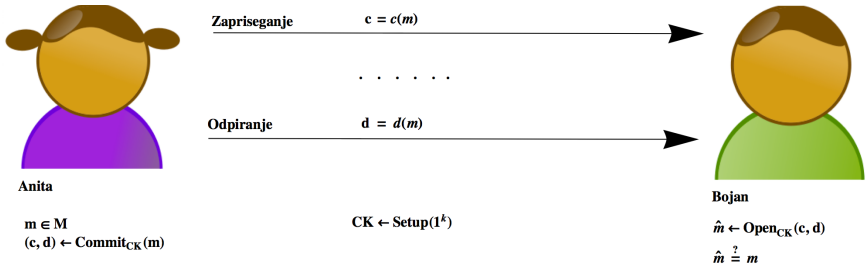 Zapriseganje c = c(m)
. . . . . .
Odpiranje d = d(m)
Anita
Bojan
m ∈ M
(c, d) ← Commit_CK(m)
CK ← Setup(1^k)
m̂ ← Open_CK(c, d)
m̂ ≟ m